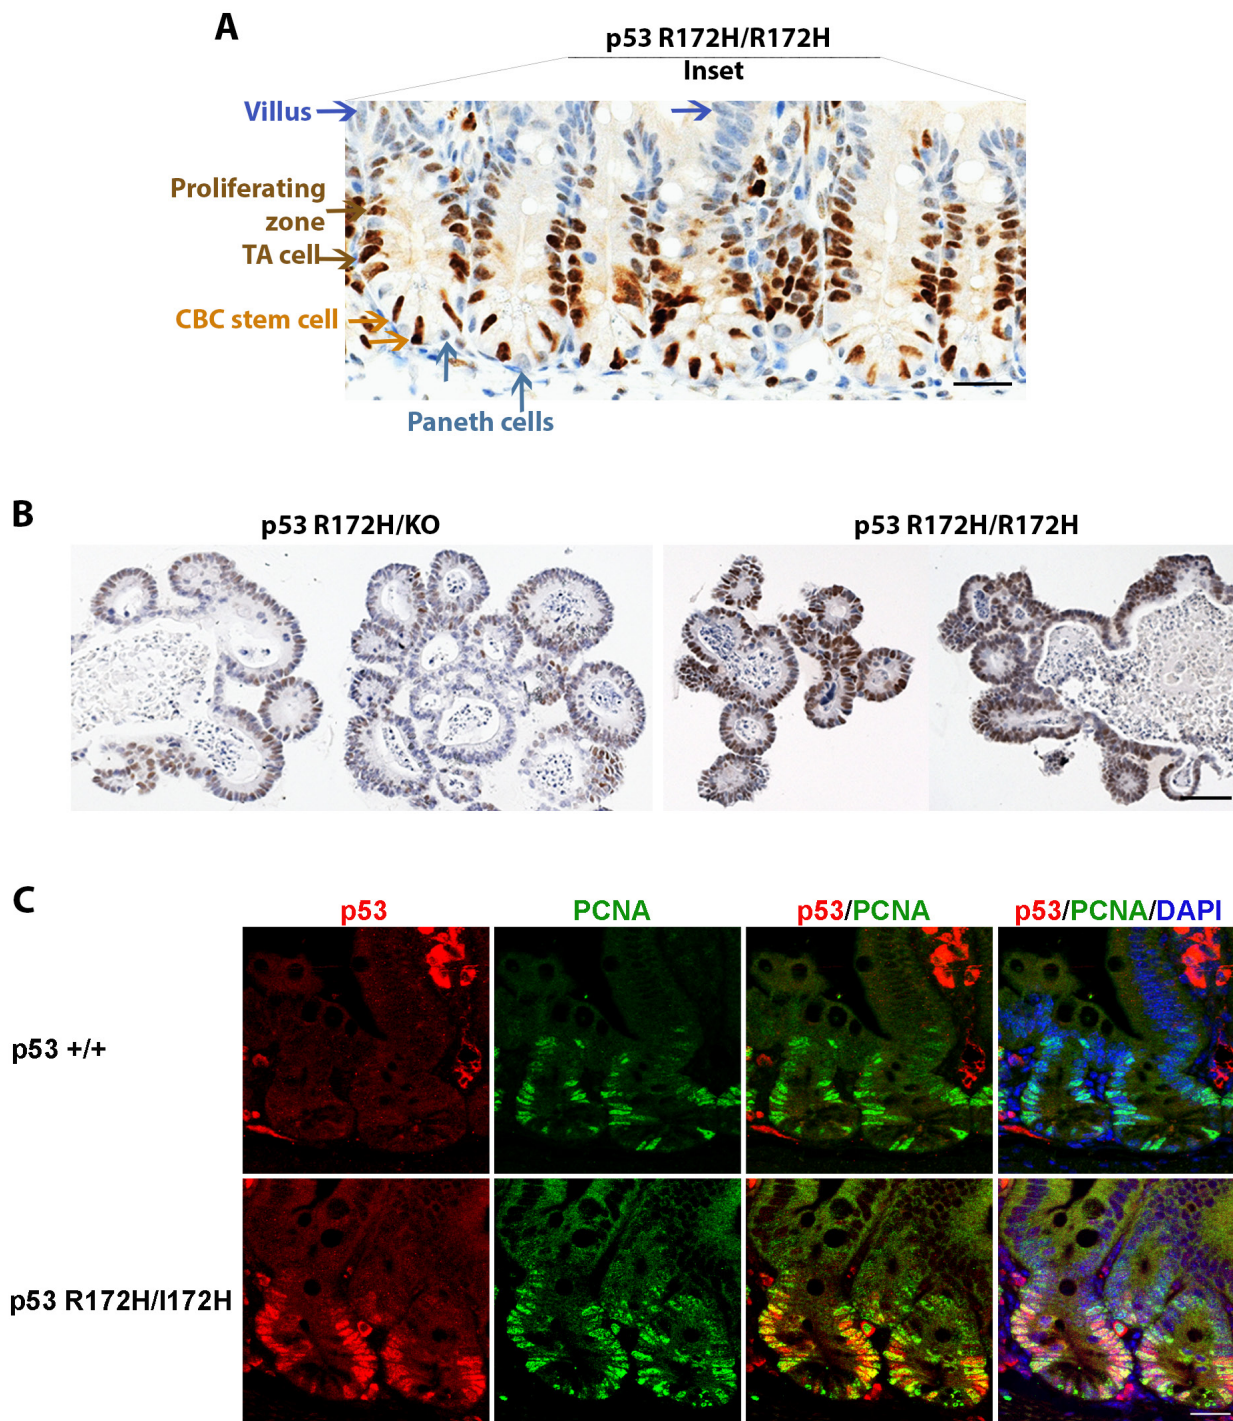 A
p53 R172H/R172H
Inset
Villus
Proliferating
zone
TA cell
CBC stem cell
Paneth cells
B
p53 R172H/KO
p53 R172H/R172H
C
p53
PCNA
p53/PCNA
p53/PCNA/DAPI
p53 +/+
p53 R172H/I172H